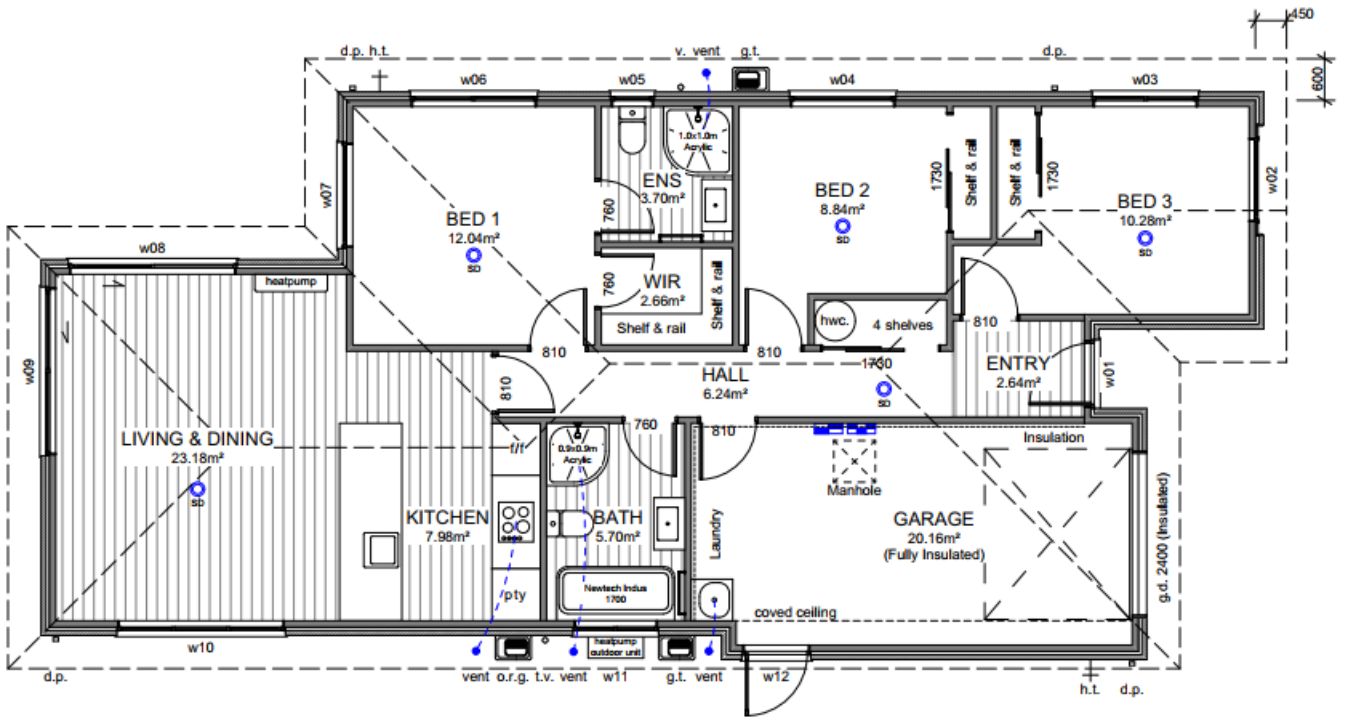 450
d.p. h.t.
v. vent
g.t.
d.p.
w06
w05
w04
w03
600
1.0x1.0m
Acrylic
w07
ENS
3.70m²
760
BED 1
12.04m²
SD
BED 2
8.84m²
SD
1730
Shelf & rail
Shelf & rail
1730
BED 3
10.28m²
SD
w02
w08
heatpump
760
WIR
2.66m²
Shelf & rail
Shelf & rail
hwc.
4 shelves
810
810
810
1730
810
HALL
6.24m²
SD
ENTRY
2.64m²
w01
w09
LIVING & DINING
23.18m²
SD
760
810
f/f
0.9x0.9m
Acrylic
Insulation
Manhole
KITCHEN
7.98m²
BATH
5.70m²
Laundry
GARAGE
20.16m²
(Fully Insulated)
g.d. 2400 (Insulated)
pty
Newtech Indus
1700
coved ceiling
w10
heatpump
outdoor unit
d.p.
vent
o.r.g.
t.v.
vent
w11
g.t.
vent
w12
h.t.
d.p.